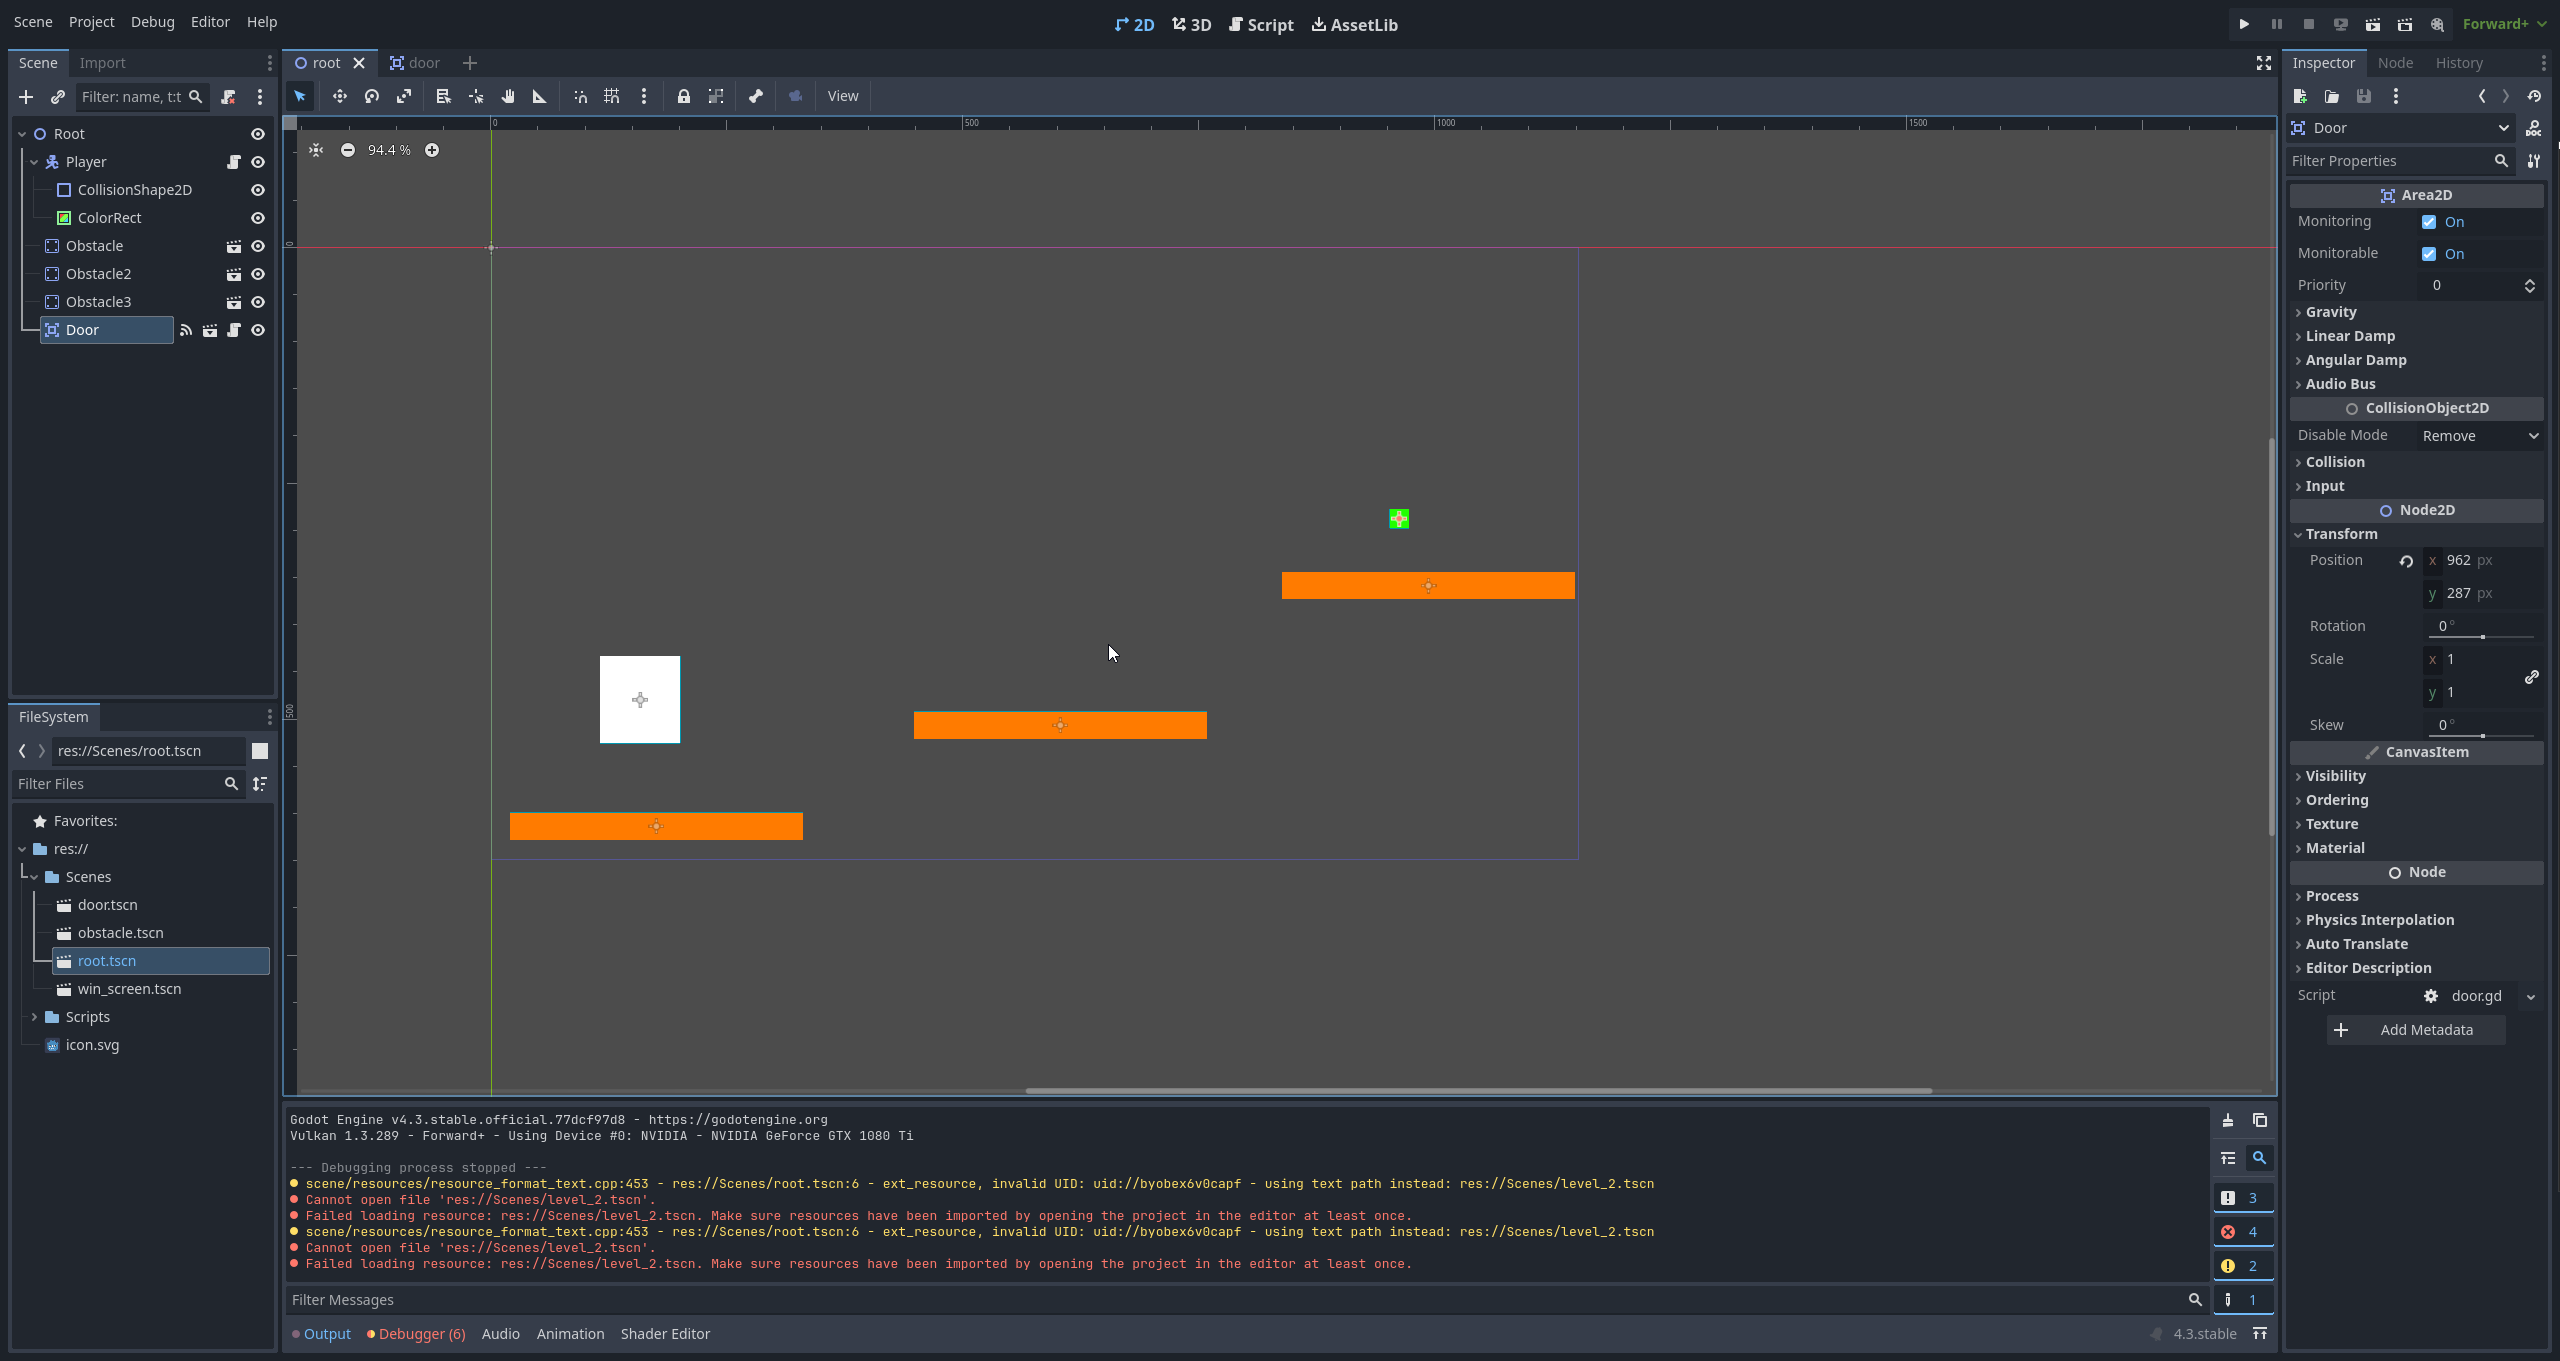 Scene Project Debug Editor Help
2D 3D Script AssetLib
Forward+
Scene Import
Filter: name, t:t
Root
Player
CollisionShape2D
ColorRect
Obstacle
Obstacle2
Obstacle3
Door
FileSystem
res://Scenes/root.tscn
Filter Files
Favorites:
res://
Scenes
door.tscn
obstacle.tscn
root.tscn
win_screen.tscn
Scripts
icon.svg
root door
View
0 500 1000 1500
94.4 %
0
500
Godot Engine v4.3.stable.official.77dcf97d8 - https://godotengine.org
Vulkan 1.3.289 - Forward+ - Using Device #0: NVIDIA - NVIDIA GeForce GTX 1080 Ti
--- Debugging process stopped ---
scene/resources/resource_format_text.cpp:453 - res://Scenes/root.tscn:6 - ext_resource, invalid UID: uid://byobex6v0capf - using text path instead: res://Scenes/level_2.tscn
Cannot open file 'res://Scenes/level_2.tscn'.
Failed loading resource: res://Scenes/level_2.tscn. Make sure resources have been imported by opening the project in the editor at least once.
scene/resources/resource_format_text.cpp:453 - res://Scenes/root.tscn:6 - ext_resource, invalid UID: uid://byobex6v0capf - using text path instead: res://Scenes/level_2.tscn
Cannot open file 'res://Scenes/level_2.tscn'.
Failed loading resource: res://Scenes/level_2.tscn. Make sure resources have been imported by opening the project in the editor at least once.
3
4
2
1
Filter Messages
Output Debugger (6) Audio Animation Shader Editor
4.3.stable
Inspector Node History
Door
Filter Properties
Area2D
Monitoring On
Monitorable On
Priority 0
Gravity
Linear Damp
Angular Damp
Audio Bus
CollisionObject2D
Disable Mode Remove
Collision
Input
Node2D
Transform
Position x 962 px
y 287 px
Rotation 0 °
Scale x 1
y 1
Skew 0 °
CanvasItem
Visibility
Ordering
Texture
Material
Node
Process
Physics Interpolation
Auto Translate
Editor Description
Script door.gd
Add Metadata